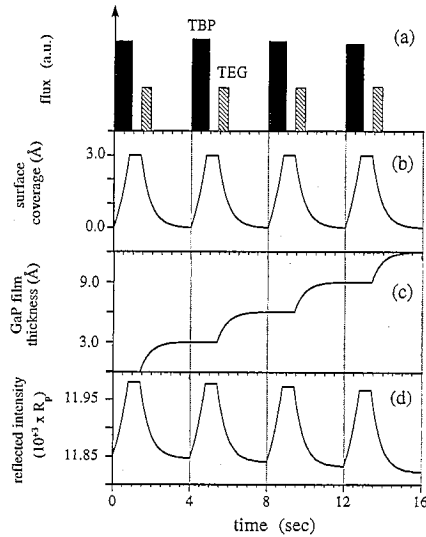 (a)
flux (a.u.)
TBP
TEG
(b)
surface
coverage (Å)
3.0
0.0
(c)
GaP film
thickness (Å)
9.0
3.0
(d)
reflected intensity
(10⁺³ x Rₚ)
11.95
11.85
0 4 8 12 16
time (sec)